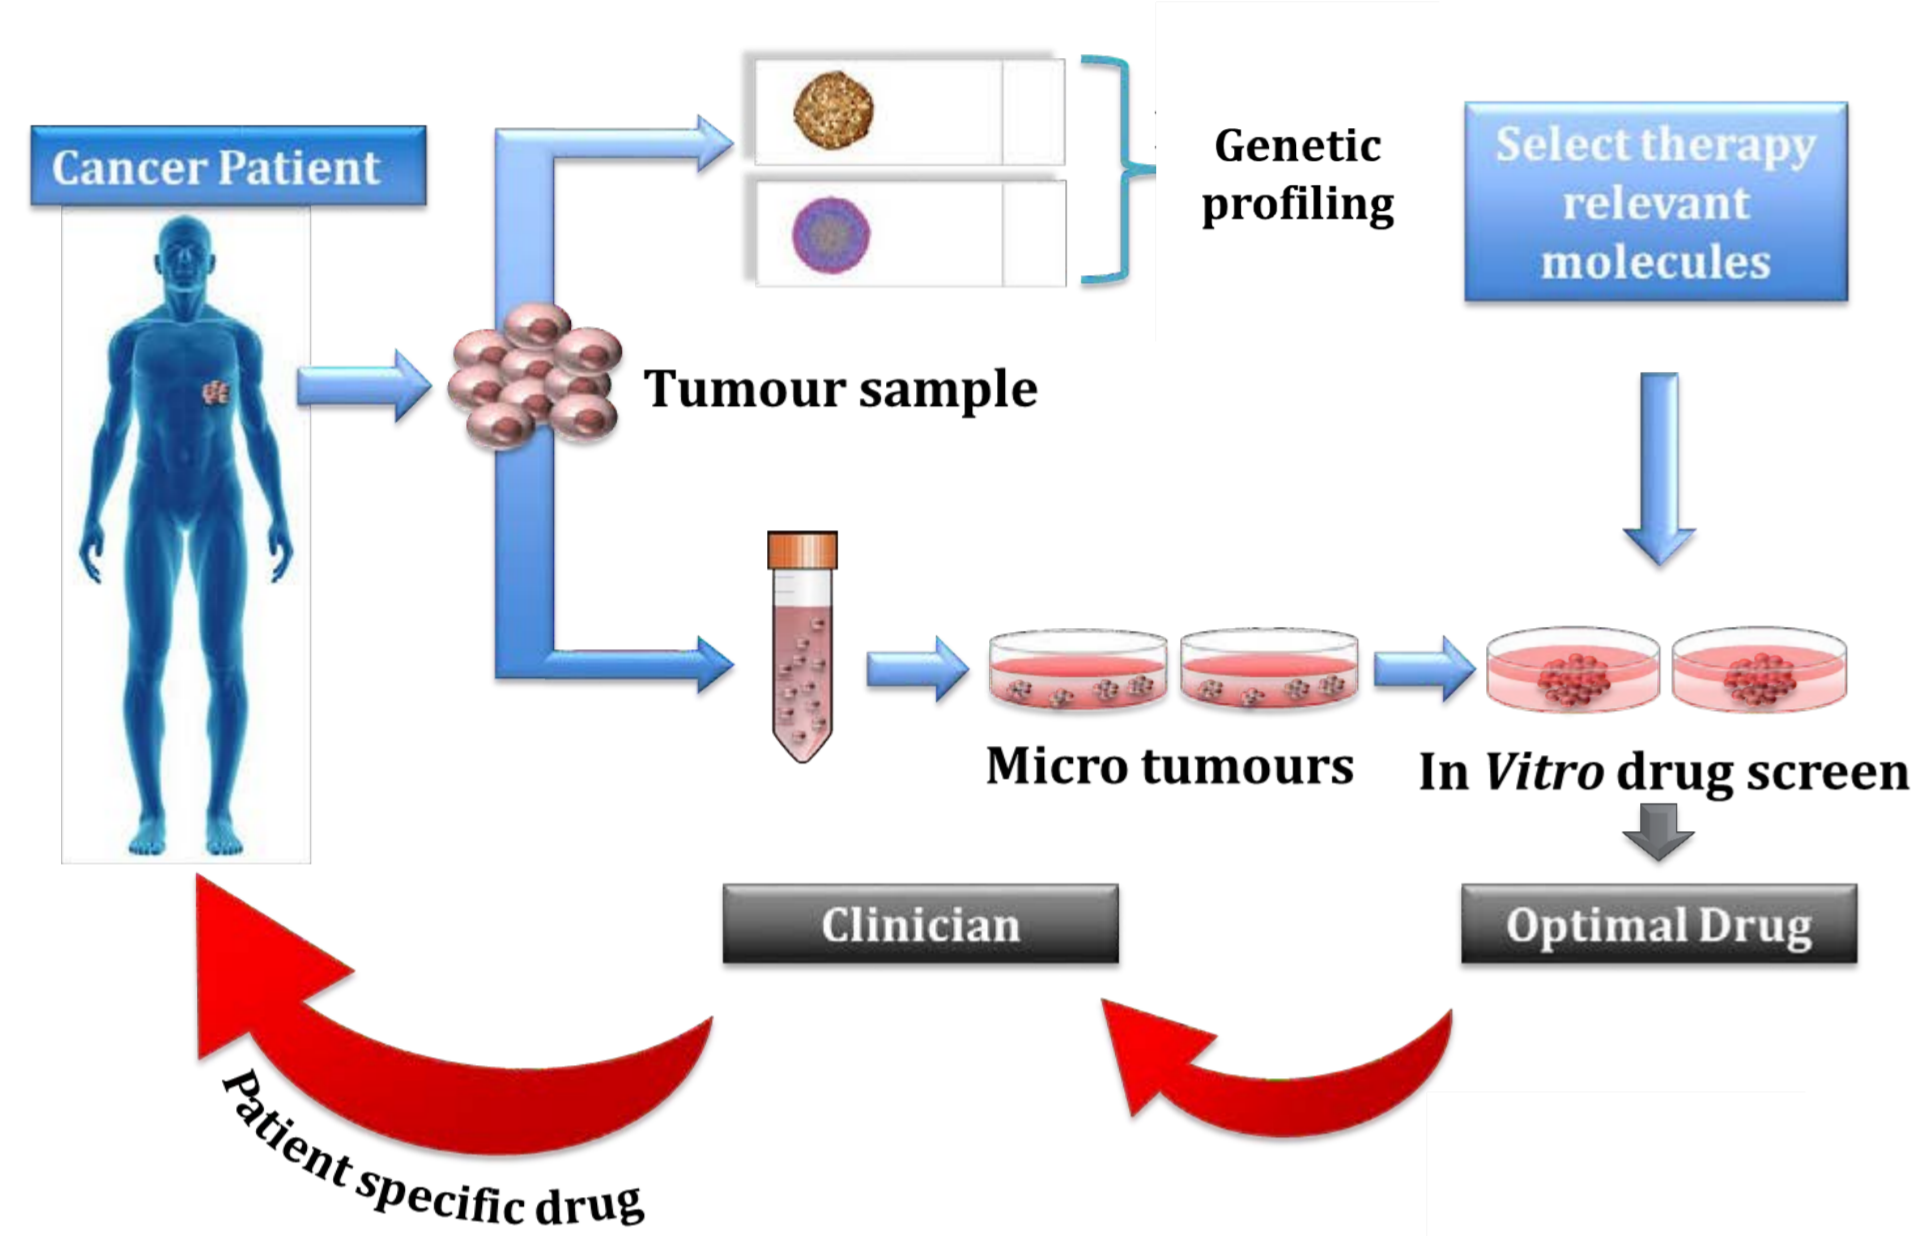 Cancer Patient
Genetic
profiling
Select therapy
relevant
molecules
Tumour sample
Micro tumours
In Vitro drug screen
Clinician
Optimal Drug
Patient specific drug